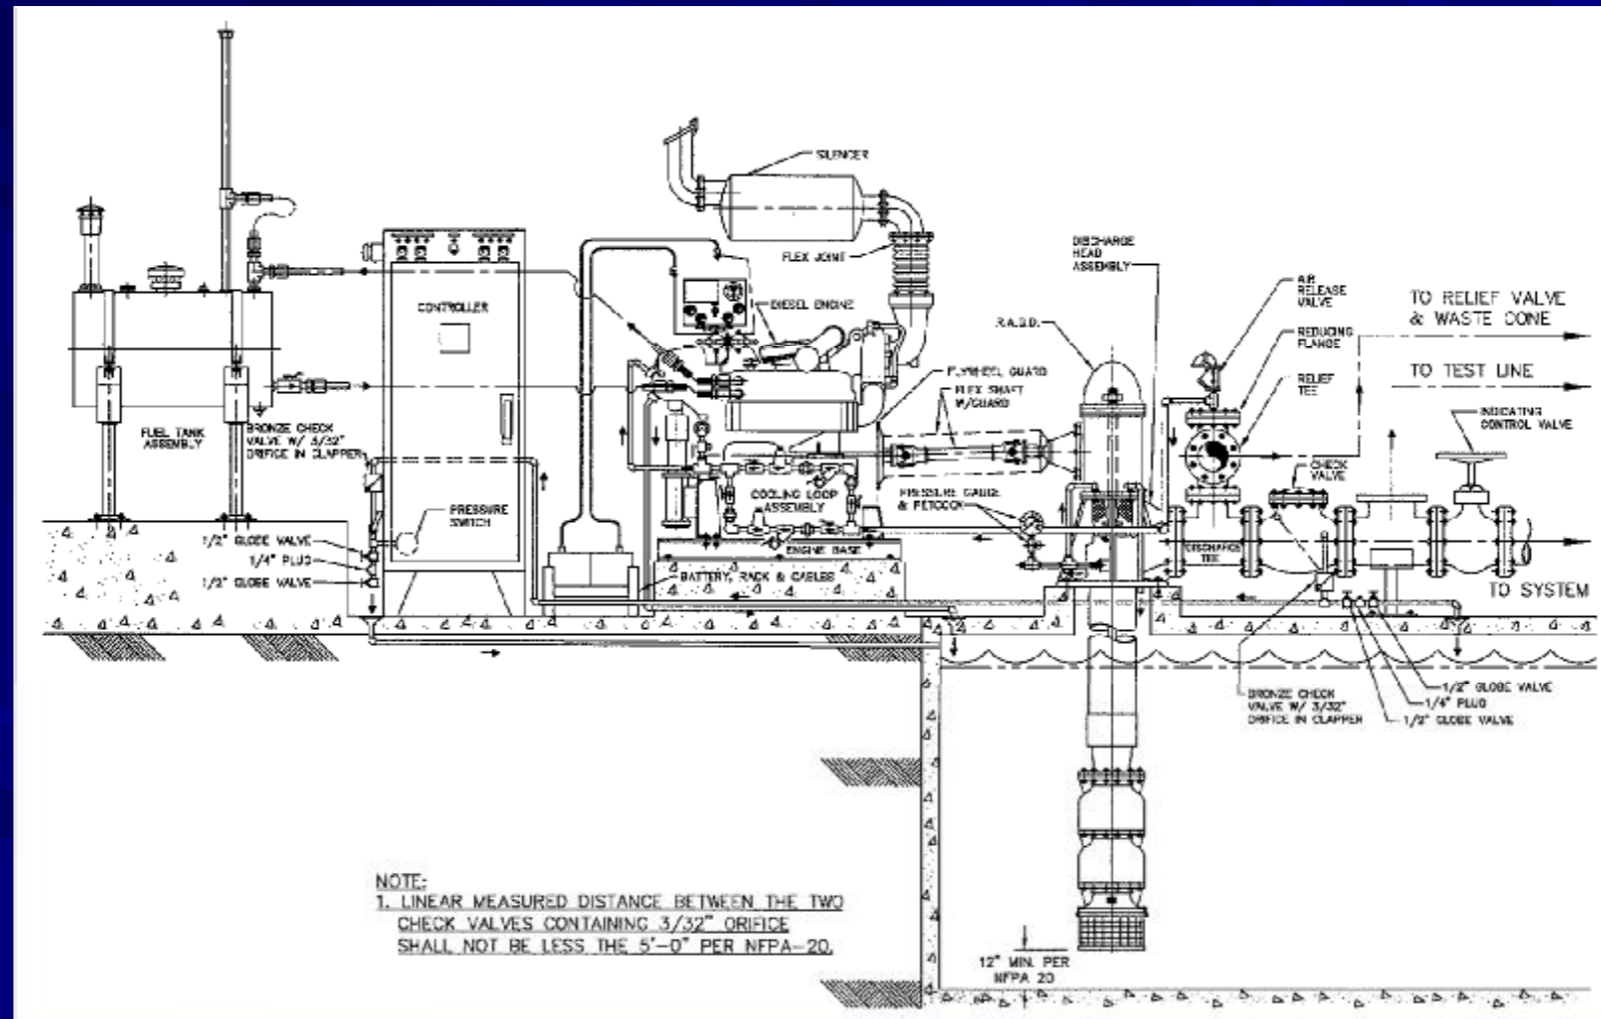 SILENCER
FLEX JOINT
DISCHARGE
HEAD
ASSEMBLY
AIR
RELEASE
VALVE
TO RELIEF VALVE
& WASTE CONE
CONTROLLER
DIESEL ENGINE
R.A.G.D.
REDUCING
FLANGE
TO TEST LINE
FLYWHEEL GUARD
FLEX SHAFT
W/GUARD
RELIEF
TEE
INDICATING
CONTROL VALVE
FUEL TANK
ASSEMBLY
BRONZE CHECK
VALVE W/ 3/32"
ORIFICE IN CLAPPER
CHECK
VALVE
COOLING LOOP
ASSEMBLY
PRESSURE GAUGE
& PETCOCK
PRESSURE
SWITCH
1/2" GLOBE VALVE
1/4" PLUG
1/2" GLOBE VALVE
ENGINE BASE
DISCHARGE
TEE
BATTERY, RACK & CABLES
TO SYSTEM
BRONZE CHECK
VALVE W/ 3/32"
ORIFICE IN CLAPPER
1/2" GLOBE VALVE
1/4" PLUG
1/2" GLOBE VALVE
NOTE:
1. LINEAR MEASURED DISTANCE BETWEEN THE TWO
CHECK VALVES CONTAINING 3/32" ORIFICE
SHALL NOT BE LESS THE 5'-0" PER NFPA-20.
12" MIN. PER
NFPA 20